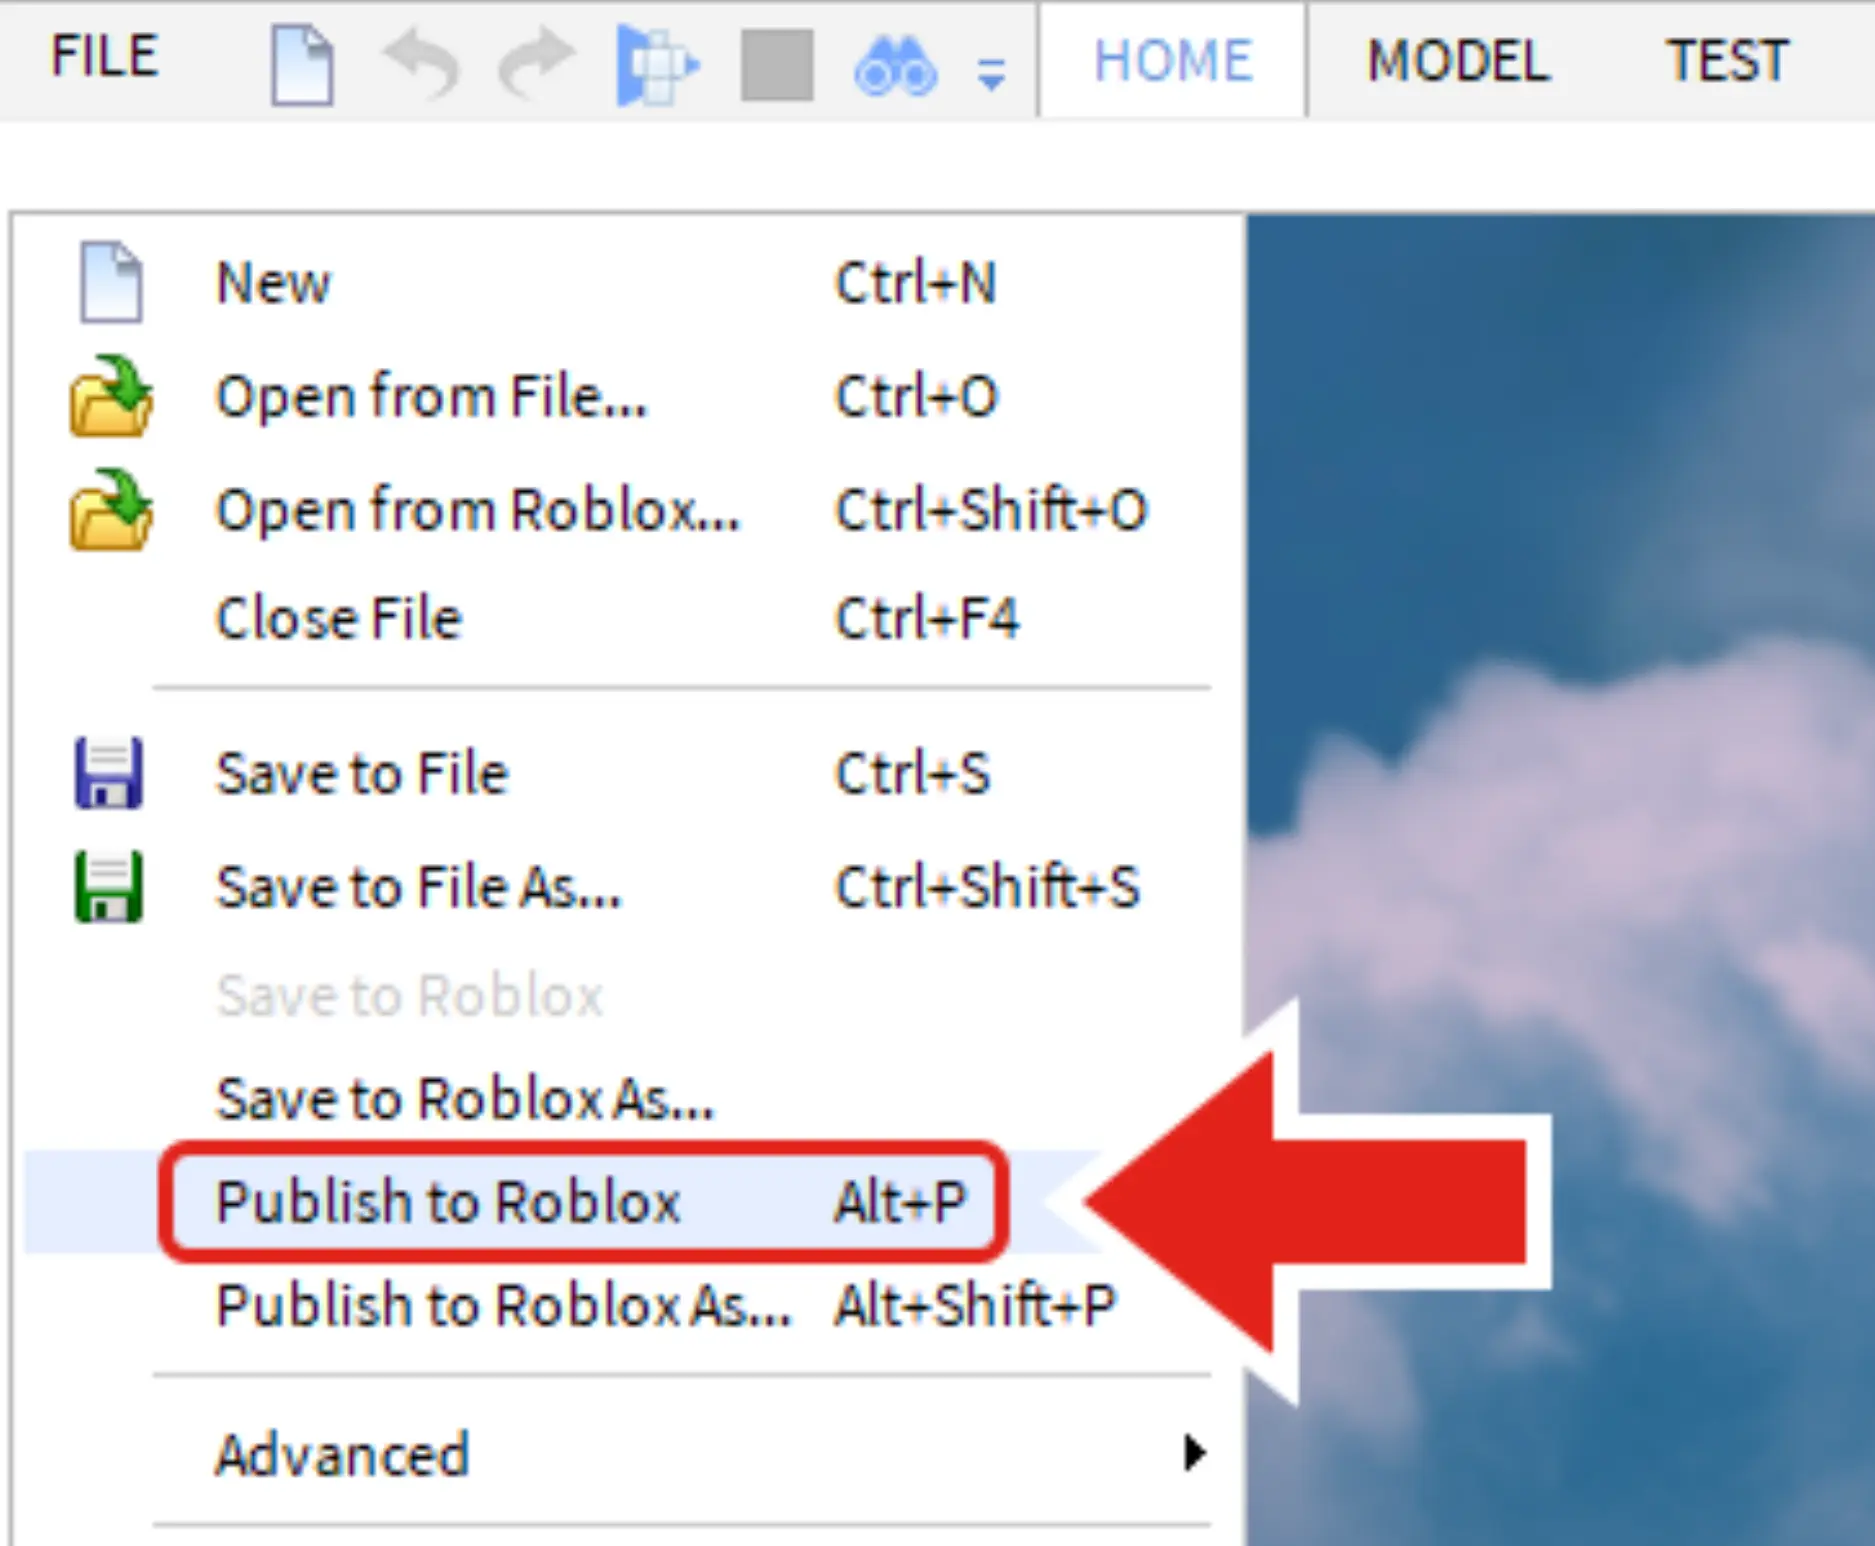 FILE HOME MODEL TEST
New Ctrl+N
Open from File... Ctrl+O
Open from Roblox... Ctrl+Shift+O
Close File Ctrl+F4
Save to File Ctrl+S
Save to File As... Ctrl+Shift+S
Save to Roblox
Save to Roblox As...
Publish to Roblox Alt+P
Publish to Roblox As... Alt+Shift+P
Advanced